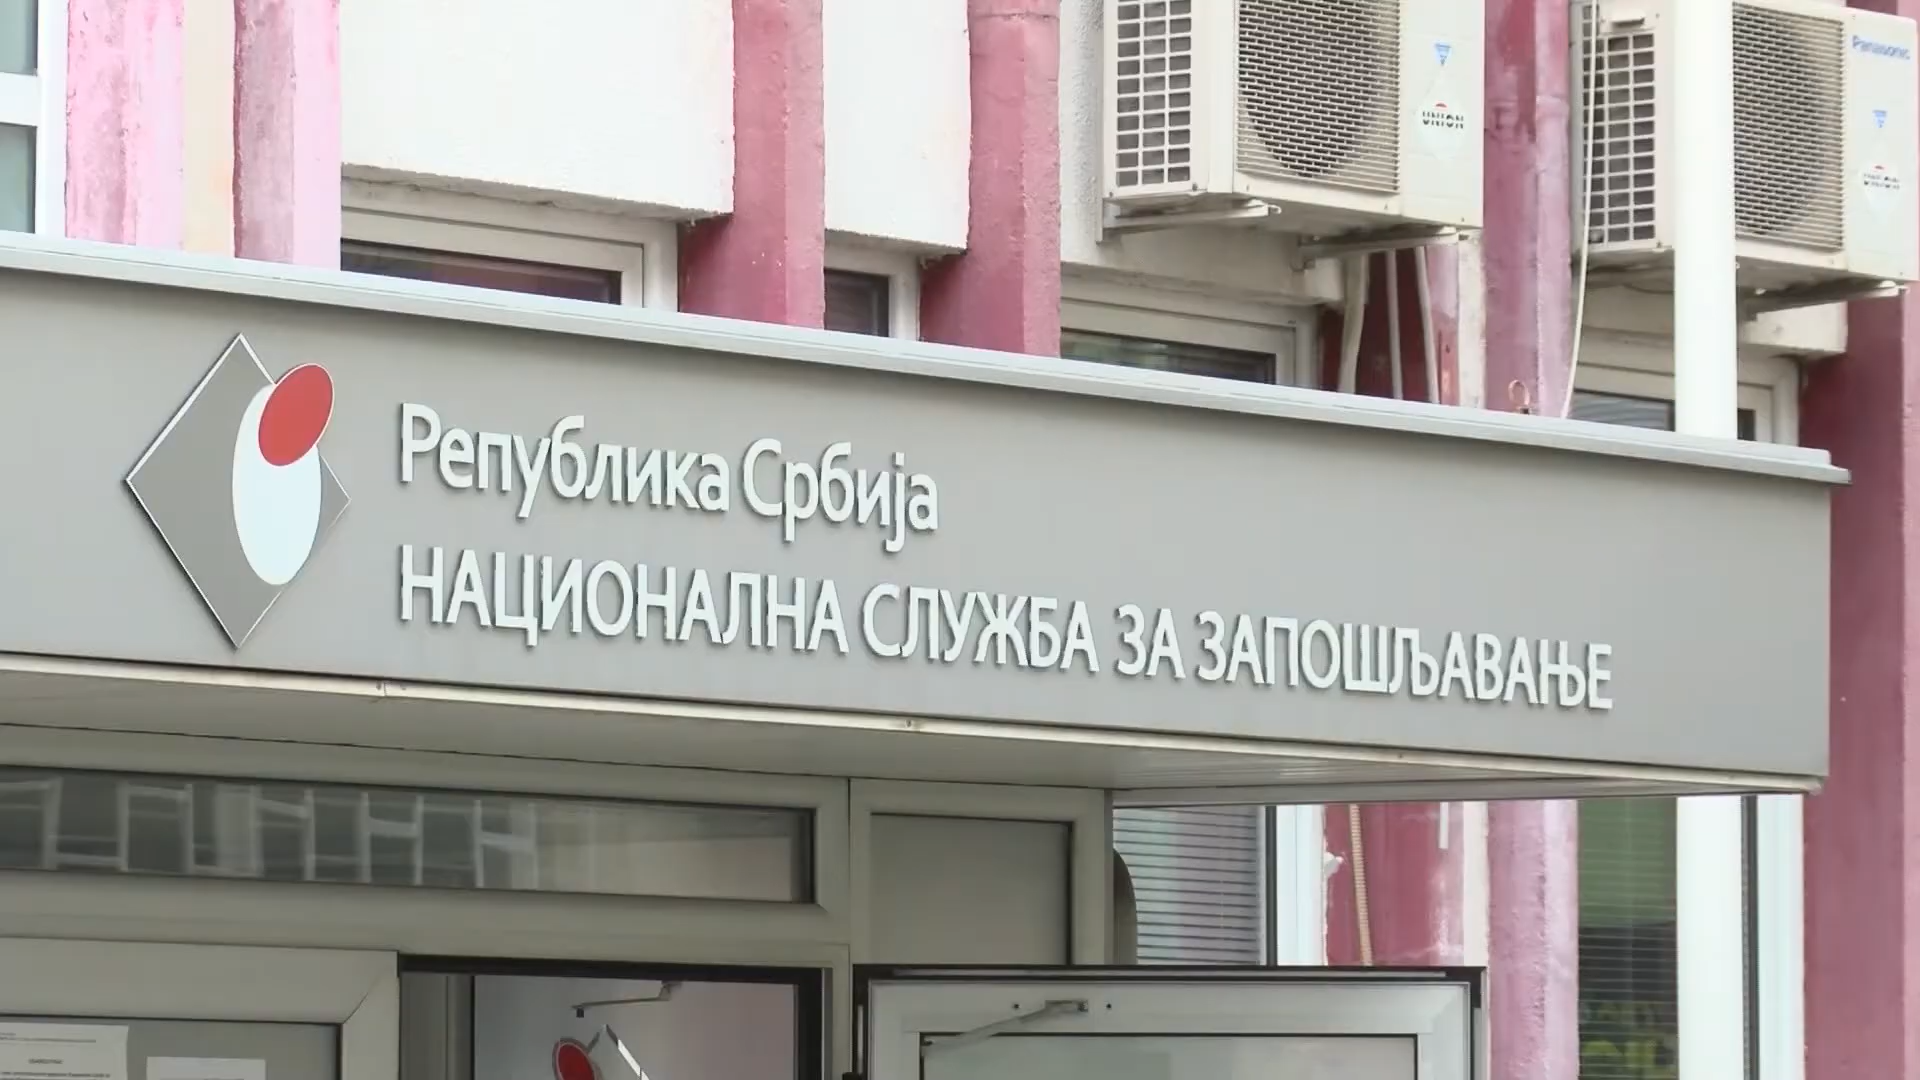 Panasonic
UNION
Република Србија
НАЦИОНАЛНА СЛУЖБА ЗА ЗАПОШЉАВАЊЕ